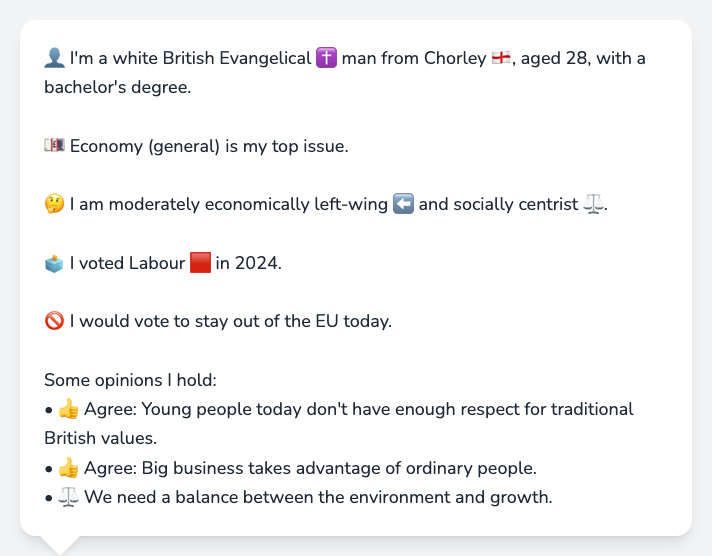 👤 I'm a white British Evangelical ✝️ man from Chorley 🏴󠁧󠁢󠁥󠁮󠁧󠁿, aged 28, with a
bachelor's degree.
💷 Economy (general) is my top issue.
🤔 I am moderately economically left-wing ⬅️ and socially centrist ⚖️.
🗳️ I voted Labour 🟥 in 2024.
🚫 I would vote to stay out of the EU today.
Some opinions I hold:
• 👍 Agree: Young people today don't have enough respect for traditional
British values.
• 👍 Agree: Big business takes advantage of ordinary people.
• ⚖️ We need a balance between the environment and growth.